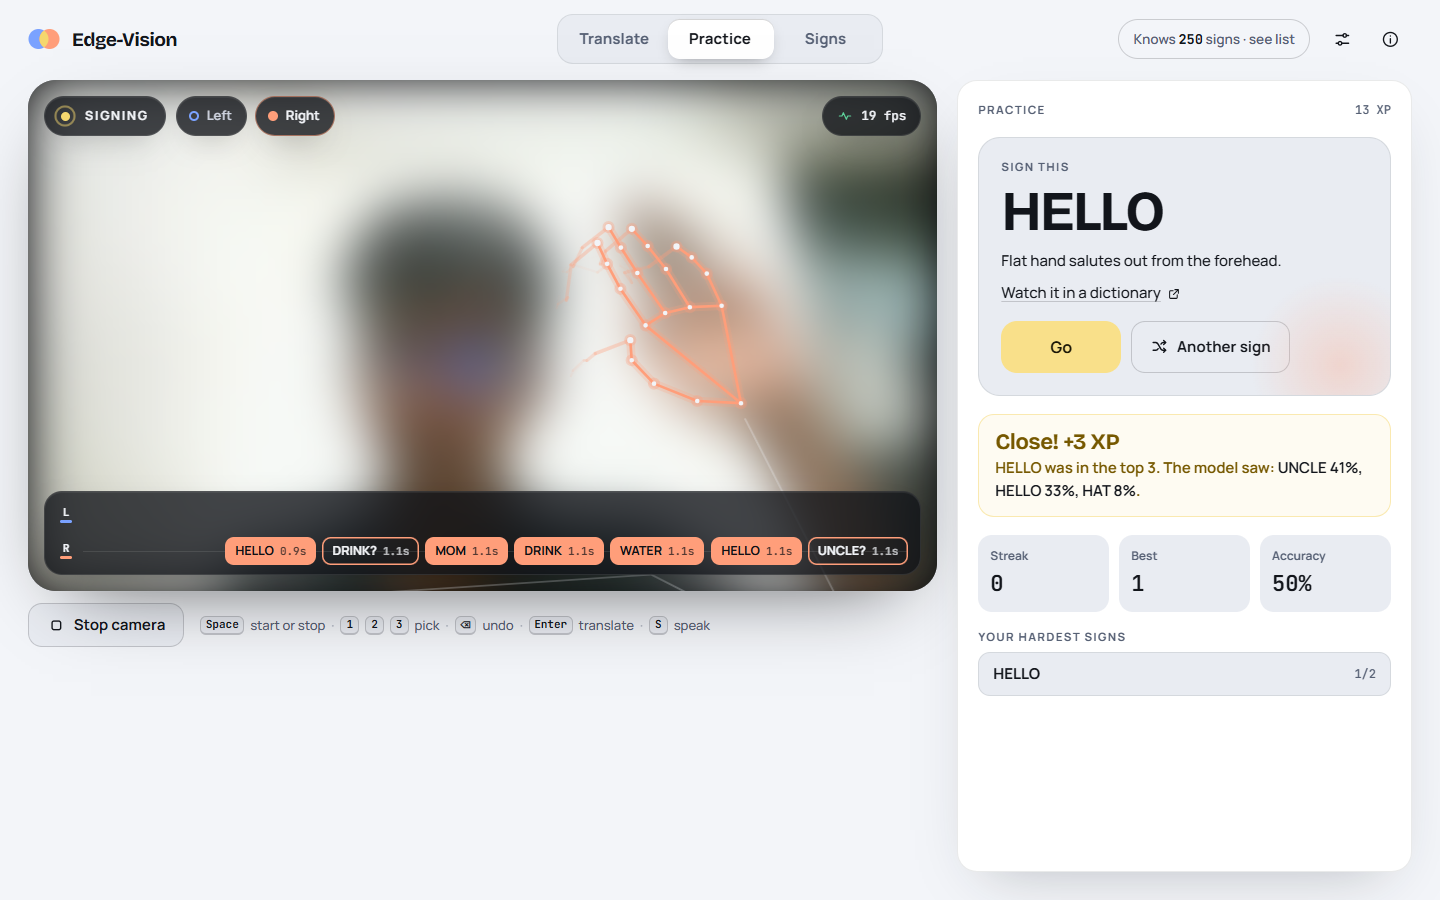 Edge-Vision
Translate
Practice
Signs
Knows 250 signs · see list
SIGNING
Left
Right
19 fps
L
R
HELLO 0.9s
DRINK? 1.1s
MOM 1.1s
DRINK 1.1s
WATER 1.1s
HELLO 1.1s
UNCLE? 1.1s
Stop camera
Space start or stop · 1 2 3 pick · ⌫ undo · Enter translate · S speak
PRACTICE
13 XP
SIGN THIS
HELLO
Flat hand salutes out from the forehead.
Watch it in a dictionary
Go
Another sign
Close! +3 XP
HELLO was in the top 3. The model saw: UNCLE 41%,
HELLO 33%, HAT 8%.
Streak
0
Best
1
Accuracy
50%
YOUR HARDEST SIGNS
HELLO
1/2